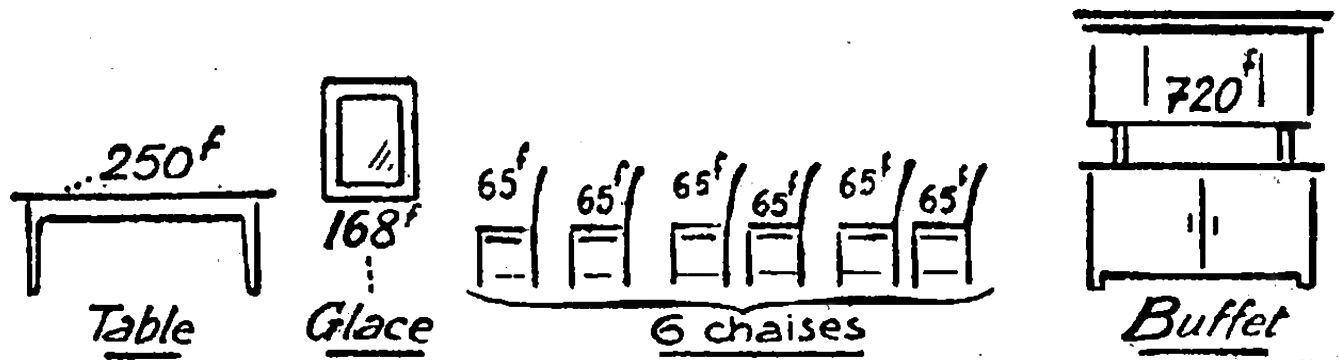 250f
Table
168f
Glace
65f 65f 65f 65f 65f 65f
6 chaises
720f
Buffet